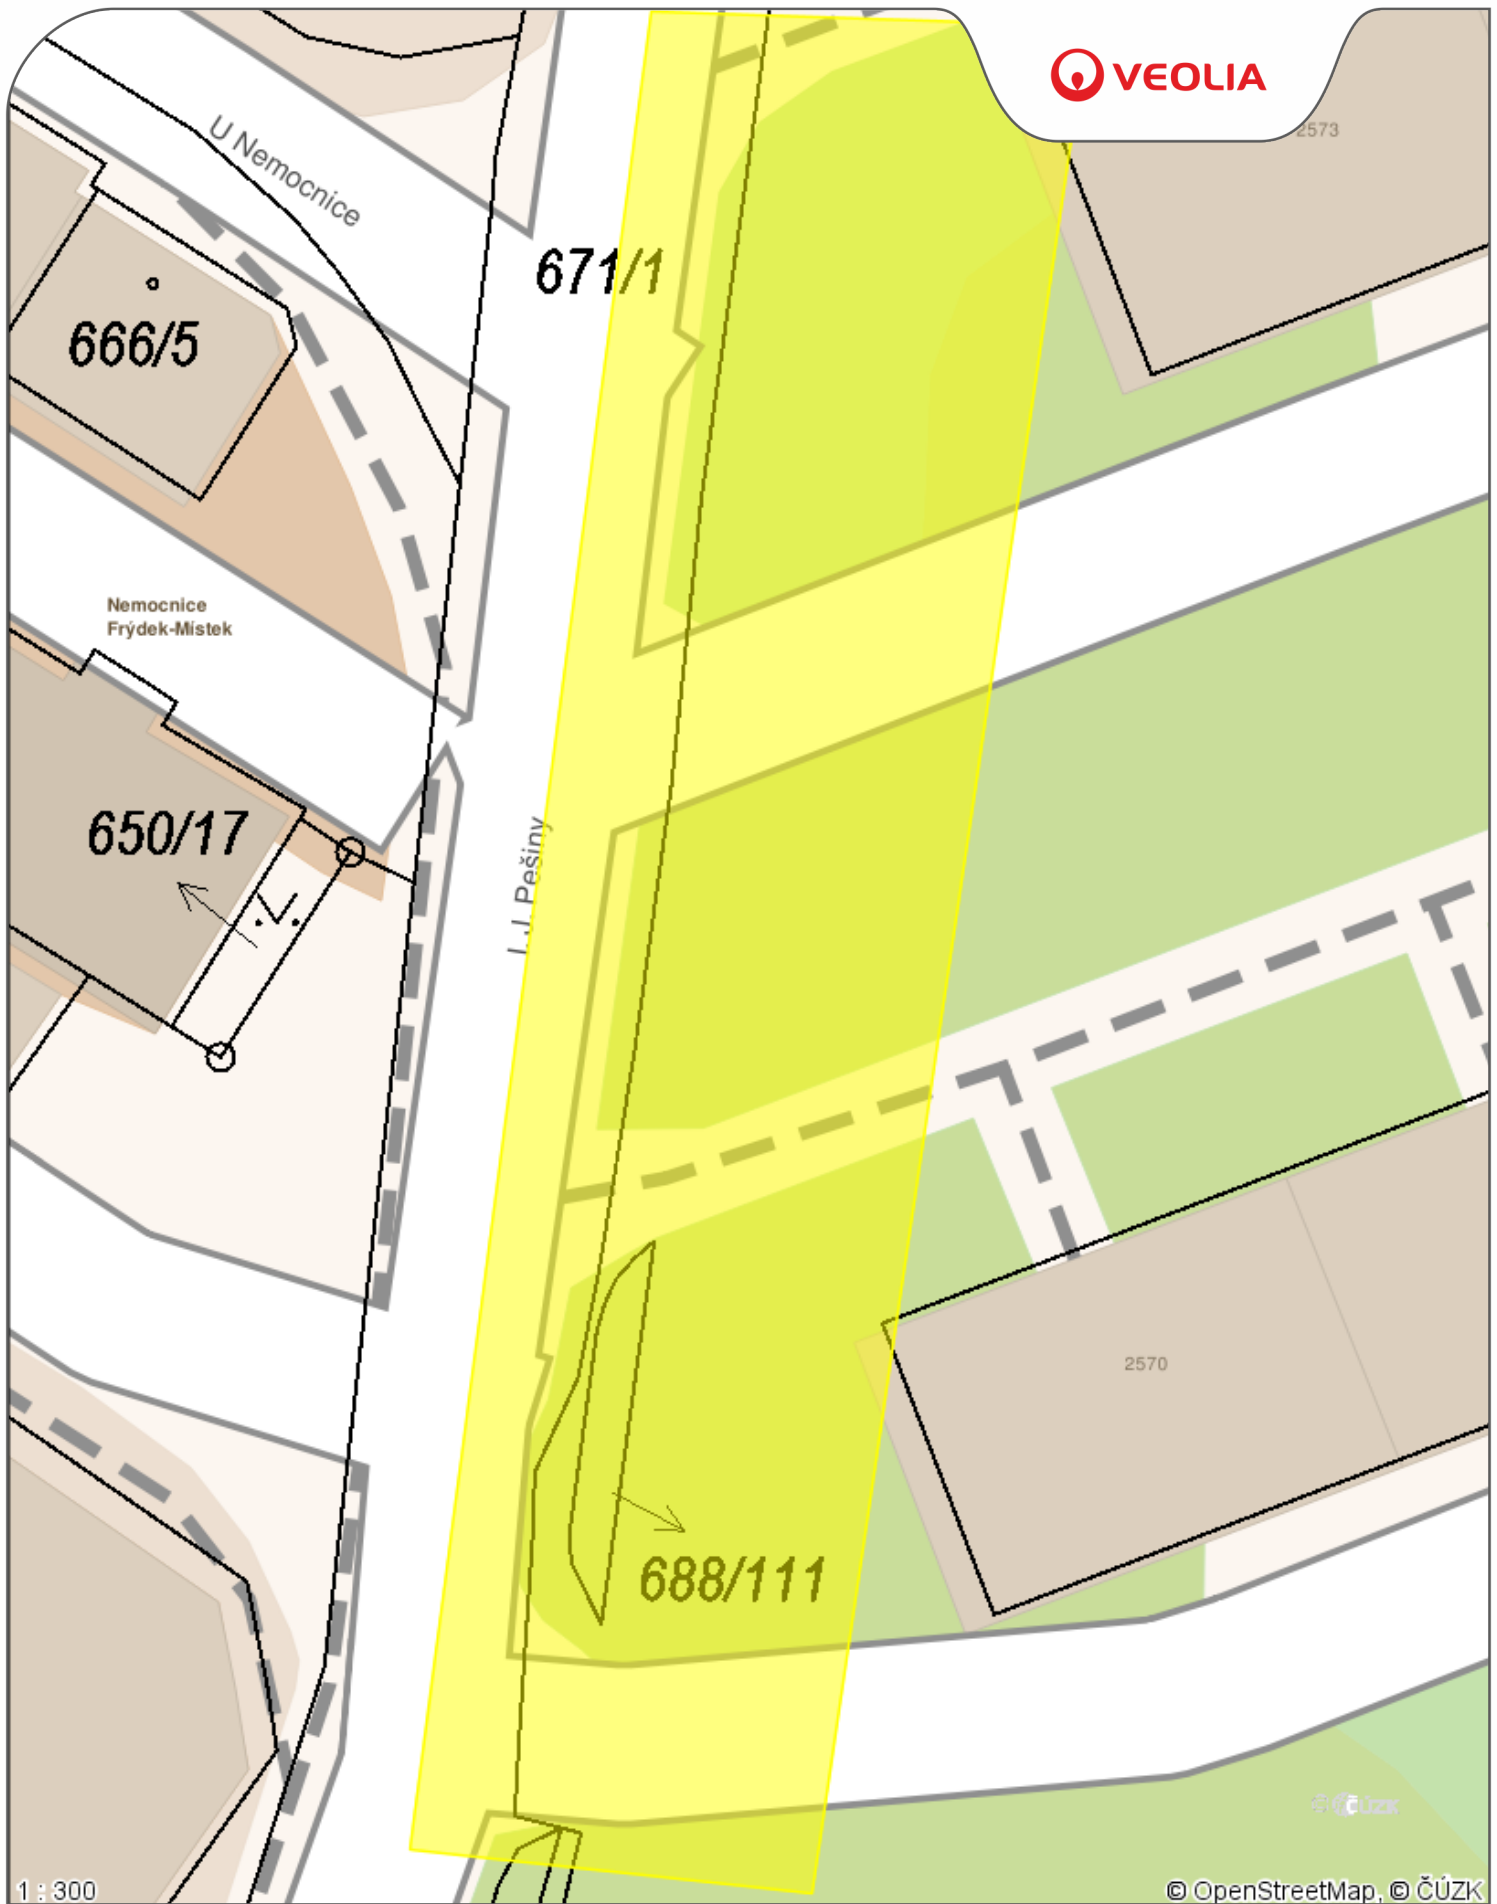 VEOLIA
2573
U Nemocnice
671/1
666/5
Nemocnice
Frýdek-Místek
650/17
I. J. Pešiny
2570
688/111
© ČÚZK
1 : 300
© OpenStreetMap, © ČÚZK